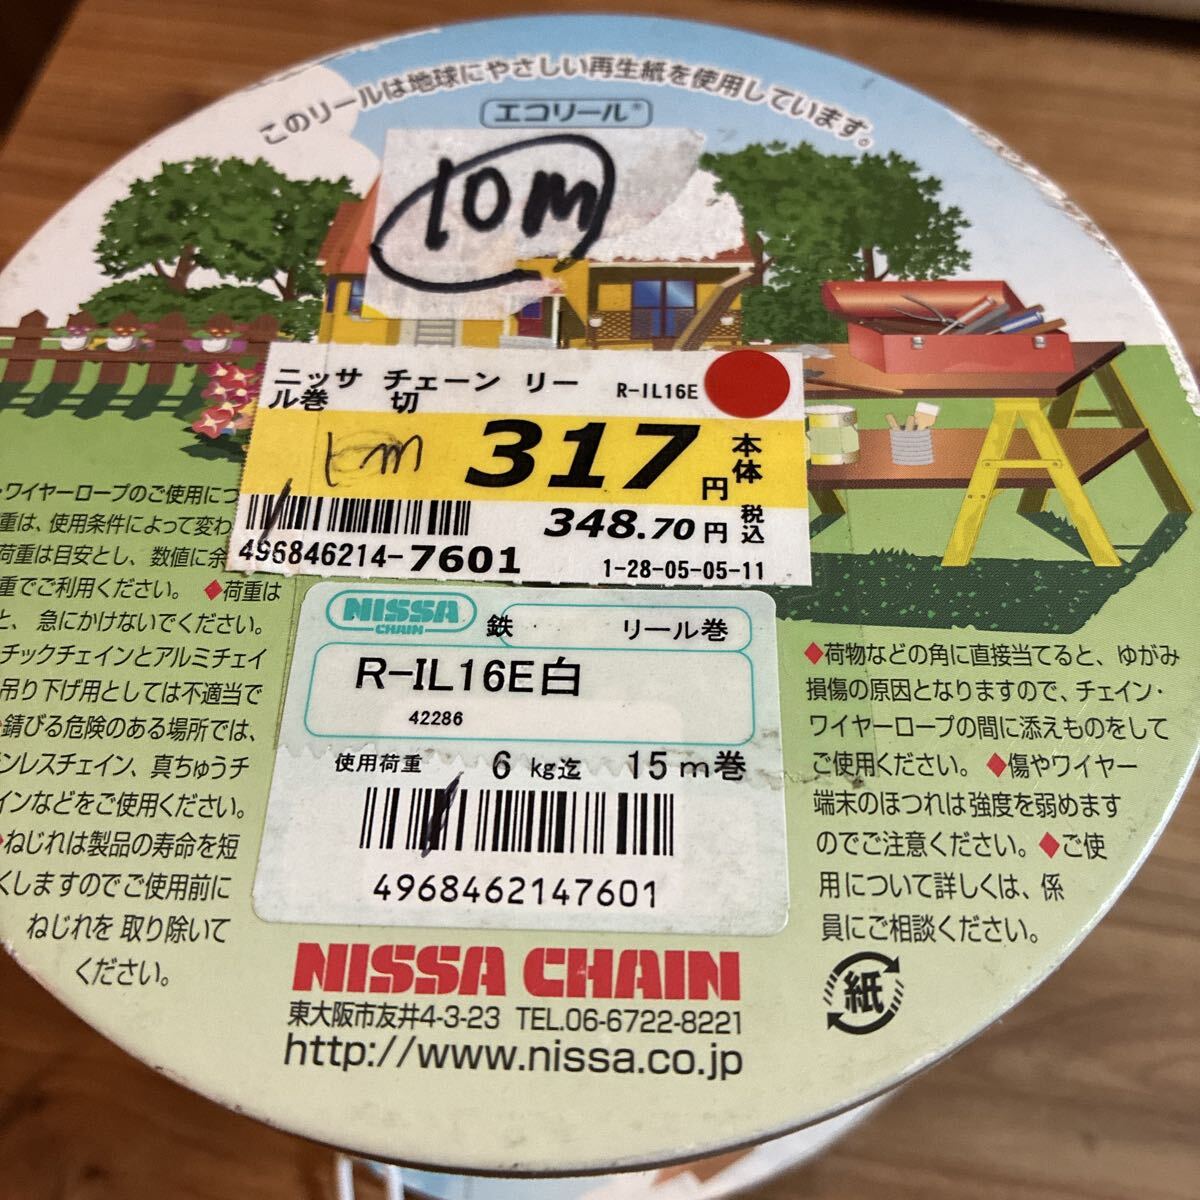 このリールは地球にやさしい再生紙を使用しています。
エコリール®
10m
ニッサ チェーン リー
ル巻 切
R-IL16E
1m
317円
本体
348.70円
税込
496846214-7601
1-28-05-05-11
NISSA
CHAIN
鉄 リール巻
R-IL16E白
42286
使用荷重 6 kg迄 15m巻
4968462147601
・ワイヤーロープのご使用につ
重は、使用条件によって変わ
荷重は目安とし、数値に余
重でご利用ください。◆荷重は
と、急にかけないでください。
チックチェインとアルミチェイ
吊り下げ用としては不適当で
錆びる危険のある場所では、
ンレスチェイン、真ちゅうチ
インなどをご使用ください。
◆ねじれは製品の寿命を短
くしますのでご使用前に
ねじれを取り除いて
ください。
◆荷物などの角に直接当てると、ゆがみ
損傷の原因となりますので、チェイン・
ワイヤーロープの間に添えものをして
ご使用ください。◆傷やワイヤー
端末のほつれは強度を弱めます
のでご注意ください。◆ご使
用について詳しくは、係
員にご相談ください。
紙
NISSA CHAIN
東大阪市友井4-3-23 TEL.06-6722-8221
http://www.nissa.co.jp